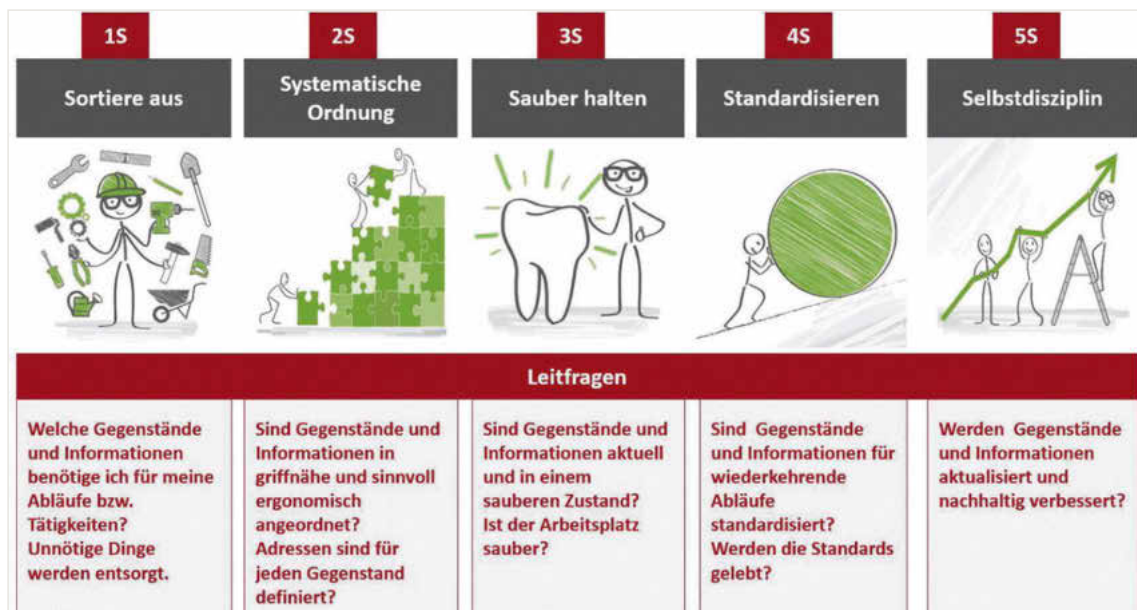 1S
Sortiere aus
2S
Systematische
Ordnung
3S
Sauber halten
4S
Standardisieren
5S
Selbstdisziplin
Leitfragen
Welche Gegenstände
und Informationen
benötige ich für meine
Abläufe bzw.
Tätigkeiten?
Unnötige Dinge
werden entsorgt.
Sind Gegenstände und
Informationen in
griffnähe und sinnvoll
ergonomisch
angeordnet?
Adressen sind für
jeden Gegenstand
definiert?
Sind Gegenstände und
Informationen aktuell
und in einem
sauberen Zustand?
Ist der Arbeitsplatz
sauber?
Sind Gegenstände
und Informationen für
wiederkehrende
Abläufe
standardisiert?
Werden die Standards
gelebt?
Werden Gegenstände
und Informationen
aktualisiert und
nachhaltig verbessert?